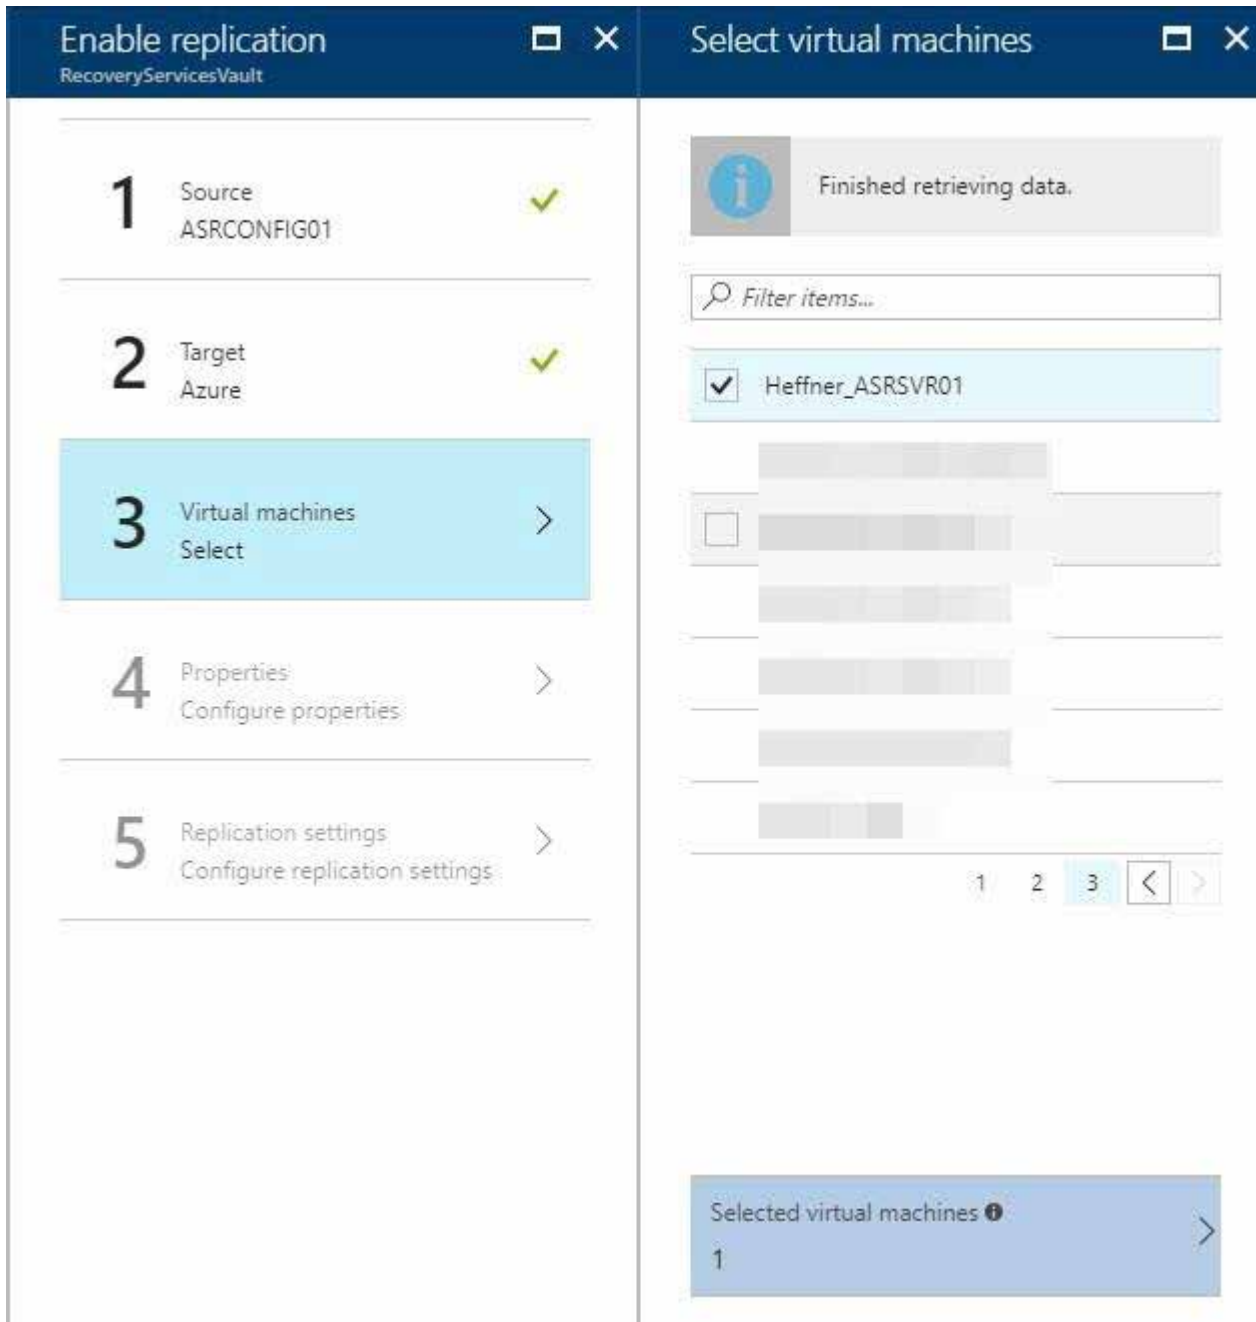 Enable replication
RecoveryServicesVault
1
Source
ASRCONFIG01
2
Target
Azure
3
Virtual machines
Select
4
Properties
Configure properties
5
Replication settings
Configure replication settings
Select virtual machines
Finished retrieving data.
Filter items...
Heffner_ASRSVR01
1 2 3
Selected virtual machines
1